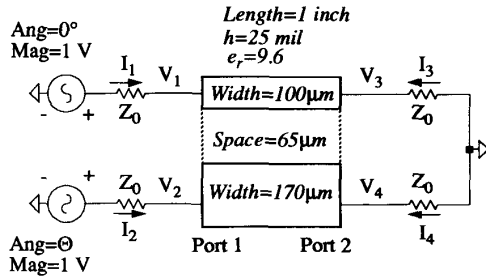 Length=1 inch
h=25 mil
e_r=9.6
Ang=0°
Mag=1 V
I_1
V_1
V_3
I_3
Width=100μm
- +
Z_0
Z_0
Space=65μm
- +
Z_0
V_2
Width=170μm
V_4
Z_0
I_2
I_4
Ang=Θ
Mag=1 V
Port 1
Port 2